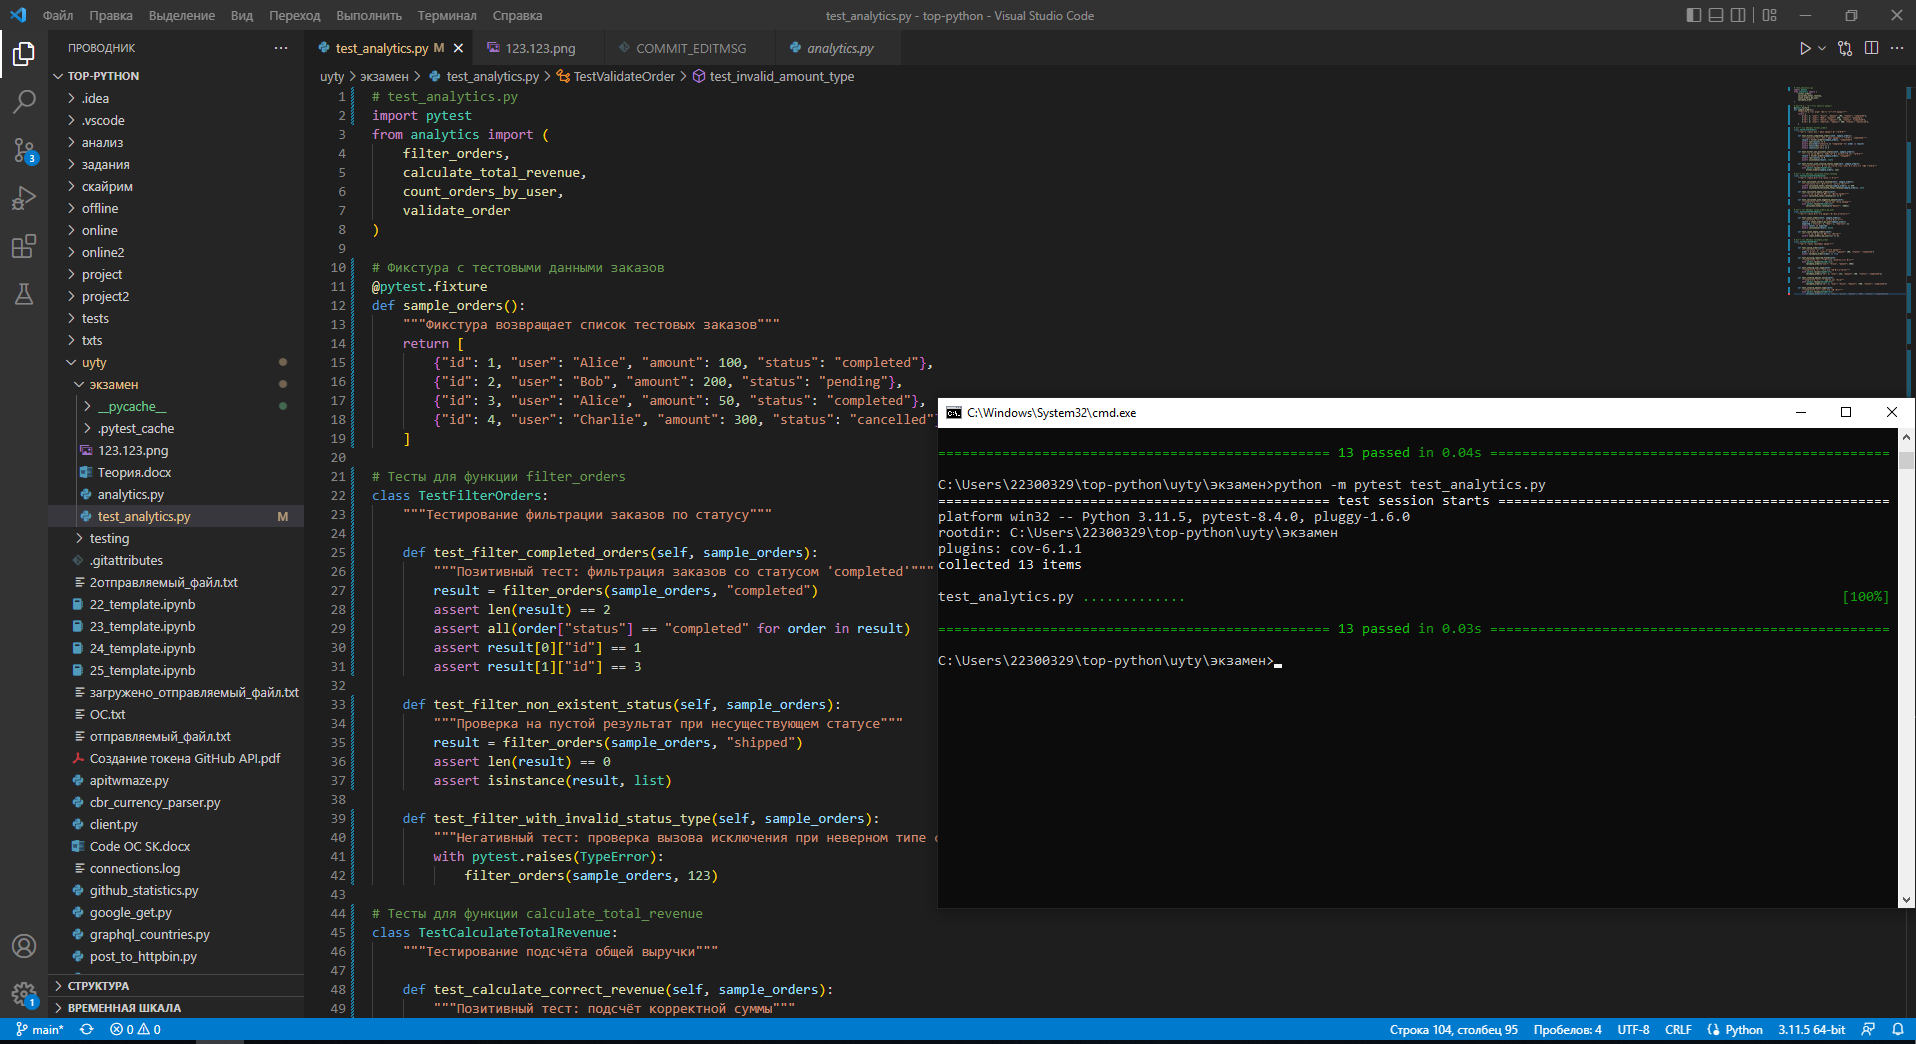 Файл Правка Выделение Вид Переход Выполнить Терминал Справка
test_analytics.py - top-python - Visual Studio Code
ПРОВОДНИК
TOP-PYTHON
.idea
.vscode
анализ
задания
скайрим
offline
online
online2
project
project2
tests
txts
uyty
экзамен
__pycache__
.pytest_cache
123.123.png
Теория.docx
analytics.py
test_analytics.py M
testing
.gitattributes
2отправляемый_файл.txt
22_template.ipynb
23_template.ipynb
24_template.ipynb
25_template.ipynb
загружено_отправляемый_файл.txt
ОС.txt
отправляемый_файл.txt
Создание токена GitHub API.pdf
apitwmaze.py
cbr_currency_parser.py
client.py
Code ОС SK.docx
connections.log
github_statistics.py
google_get.py
graphql_countries.py
post_to_httpbin.py
СТРУКТУРА
ВРЕМЕННАЯ ШКАЛА
3
1
test_analytics.py M
123.123.png
COMMIT_EDITMSG
analytics.py
uyty > экзамен > test_analytics.py > TestValidateOrder > test_invalid_amount_type
1 # test_analytics.py
2 import pytest
3 from analytics import (
4 filter_orders,
5 calculate_total_revenue,
6 count_orders_by_user,
7 validate_order
8 )
9
10 # Фикстура с тестовыми данными заказов
11 @pytest.fixture
12 def sample_orders():
13 """Фикстура возвращает список тестовых заказов"""
14 return [
15 {"id": 1, "user": "Alice", "amount": 100, "status": "completed"},
16 {"id": 2, "user": "Bob", "amount": 200, "status": "pending"},
17 {"id": 3, "user": "Alice", "amount": 50, "status": "completed"},
18 {"id": 4, "user": "Charlie", "amount": 300, "status": "cancelled"
19 ]
20
21 # Тесты для функции filter_orders
22 class TestFilterOrders:
23 """Тестирование фильтрации заказов по статусу"""
24
25 def test_filter_completed_orders(self, sample_orders):
26 """Позитивный тест: фильтрация заказов со статусом 'completed'"""
27 result = filter_orders(sample_orders, "completed")
28 assert len(result) == 2
29 assert all(order["status"] == "completed" for order in result)
30 assert result[0]["id"] == 1
31 assert result[1]["id"] == 3
32
33 def test_filter_non_existent_status(self, sample_orders):
34 """Проверка на пустой результат при несуществующем статусе"""
35 result = filter_orders(sample_orders, "shipped")
36 assert len(result) == 0
37 assert isinstance(result, list)
38
39 def test_filter_with_invalid_status_type(self, sample_orders):
40 """Негативный тест: проверка вызова исключения при неверном типе с
41 with pytest.raises(TypeError):
42 filter_orders(sample_orders, 123)
43
44 # Тесты для функции calculate_total_revenue
45 class TestCalculateTotalRevenue:
46 """Тестирование подсчёта общей выручки"""
47
48 def test_calculate_correct_revenue(self, sample_orders):
49 """Позитивный тест: подсчёт корректной суммы"""
C:\Windows\System32\cmd.exe
================================================= 13 passed in 0.04s ==================================================
C:\Users\22300329\top-python\uyty\экзамен>python -m pytest test_analytics.py
================================================= test session starts =================================================
platform win32 -- Python 3.11.5, pytest-8.4.0, pluggy-1.6.0
rootdir: C:\Users\22300329\top-python\uyty\экзамен
plugins: cov-6.1.1
collected 13 items
test_analytics.py ............. [100%]
================================================= 13 passed in 0.03s ==================================================
C:\Users\22300329\top-python\uyty\экзамен>
main* 0 0 Строка 104, столбец 95 Пробелов: 4 UTF-8 CRLF Python 3.11.5 64-bit